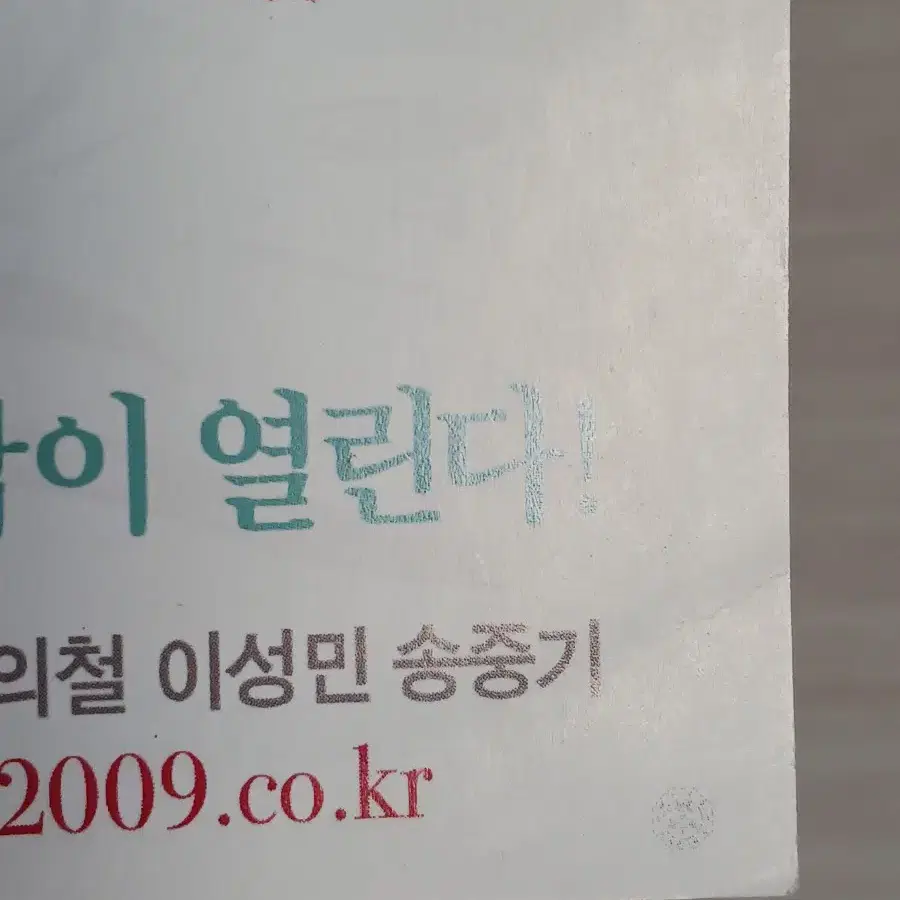 이 열린다!
의철 이성민 송중기
2009.co.kr